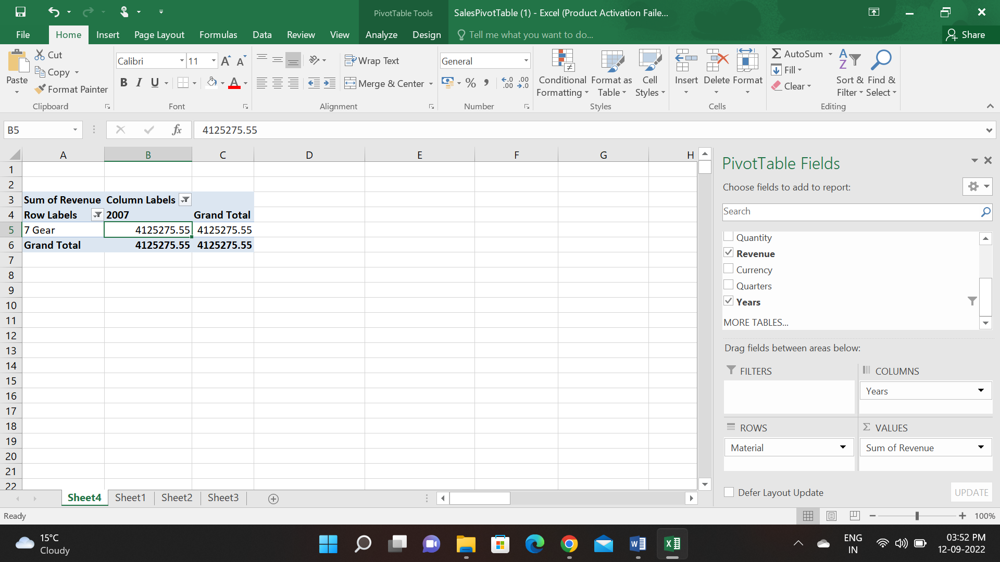 PivotTable Tools
SalesPivotTable (1) - Excel (Product Activation Faile...
File Home Insert Page Layout Formulas Data Review View Analyze Design Tell me what you want to do... Share
Paste
Cut
Copy
Format Painter
Clipboard
Calibri 11
B I U A
Font
Wrap Text
Merge & Center
Alignment
General
% ,
Number
Conditional Formatting
Format as Table
Cell Styles
Styles
Insert Delete Format
Cells
AutoSum
Fill
Clear
Sort & Filter
Find & Select
Editing
B5 fx 4125275.55
A B C D E F G H
1
2
3 Sum of Revenue Column Labels
4 Row Labels 2007 Grand Total
5 7 Gear 4125275.55 4125275.55
6 Grand Total 4125275.55 4125275.55
7
8
9
10
11
12
13
14
15
16
17
18
19
20
21
22
PivotTable Fields
Choose fields to add to report:
Search
Quantity
Revenue
Currency
Quarters
Years
MORE TABLES...
Drag fields between areas below:
FILTERS
COLUMNS
Years
ROWS
Material
VALUES
Sum of Revenue
Defer Layout Update UPDATE
Sheet4 Sheet1 Sheet2 Sheet3
Ready 100%
15°C
Cloudy
ENG
IN
03:52 PM
12-09-2022